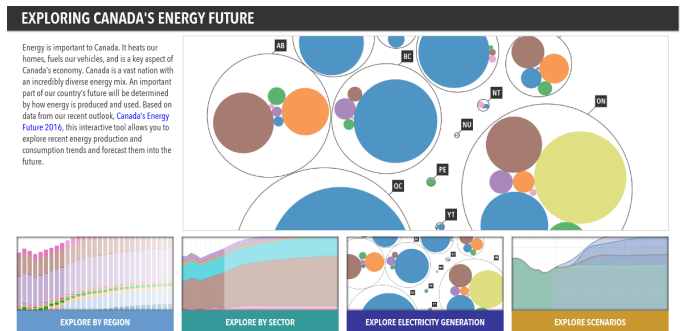 EXPLORING CANADA'S ENERGY FUTURE
Energy is important to Canada. It heats our
homes, fuels our vehicles, and is a key aspect of
Canada's economy. Canada is a vast nation with
an incredibly diverse energy mix. An important
part of our country's future will be determined
by how energy is produced and used. Based on
data from our recent outlook, Canada's Energy
Future 2016, this interactive tool allows you to
explore recent energy production and
consumption trends and forecast them into the
future.
AB
BC
NT
ON
NU
PE
QC
YT
EXPLORE BY REGION
EXPLORE BY SECTOR
EXPLORE ELECTRICITY GENERATION
EXPLORE SCENARIOS